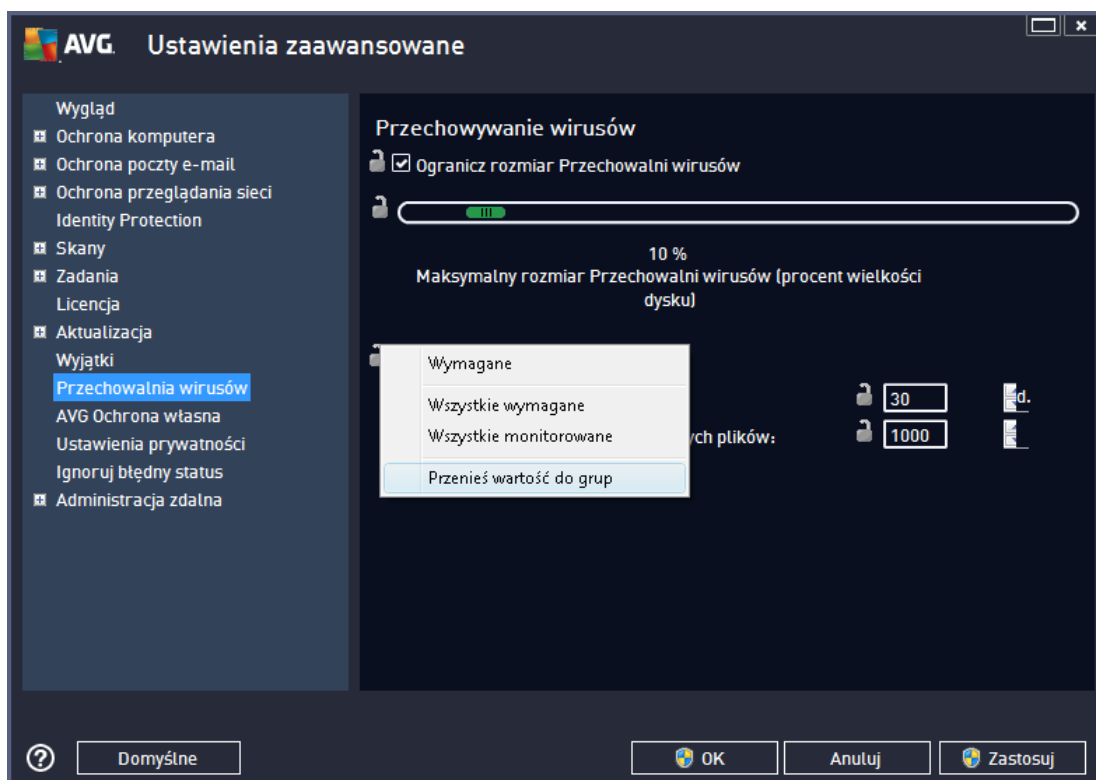 AVG. Ustawienia zaawansowane
Wygląd
Ochrona komputera
Ochrona poczty e-mail
Ochrona przeglądania sieci
Identity Protection
Skany
Zadania
Licencja
Aktualizacja
Wyjątki
Przechowalnia wirusów
AVG Ochrona własna
Ustawienia prywatności
Ignoruj błędny status
Administracja zdalna
Przechowywanie wirusów
Ogranicz rozmiar Przechowalni wirusów
10 %
Maksymalny rozmiar Przechowalni wirusów (procent wielkości
dysku)
Wymagane
Wszystkie wymagane
Wszystkie monitorowane
Przenieś wartość do grup
30 d.
plików: 1000
? Domyślne OK Anuluj Zastosuj